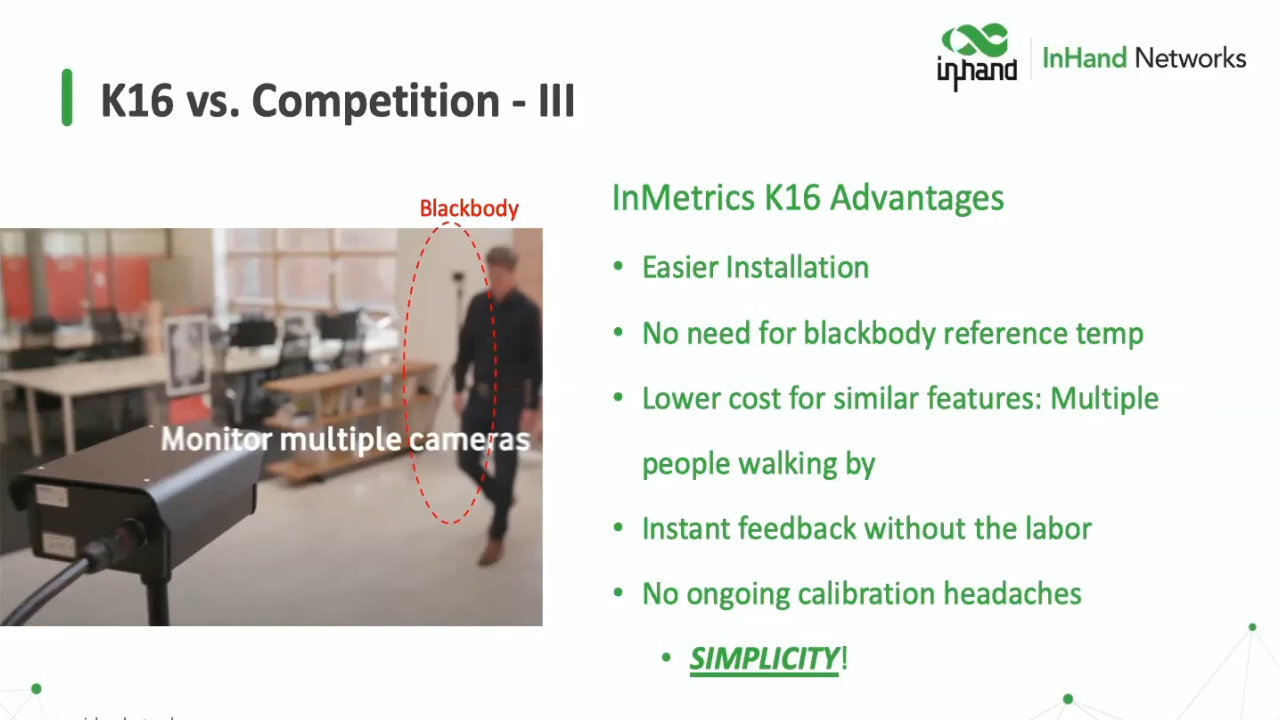 inhand
InHand Networks
K16 vs. Competition - III
Blackbody
Monitor multiple cameras
InMetrics K16 Advantages
• Easier Installation
• No need for blackbody reference temp
• Lower cost for similar features: Multiple
people walking by
• Instant feedback without the labor
• No ongoing calibration headaches
• SIMPLICITY!